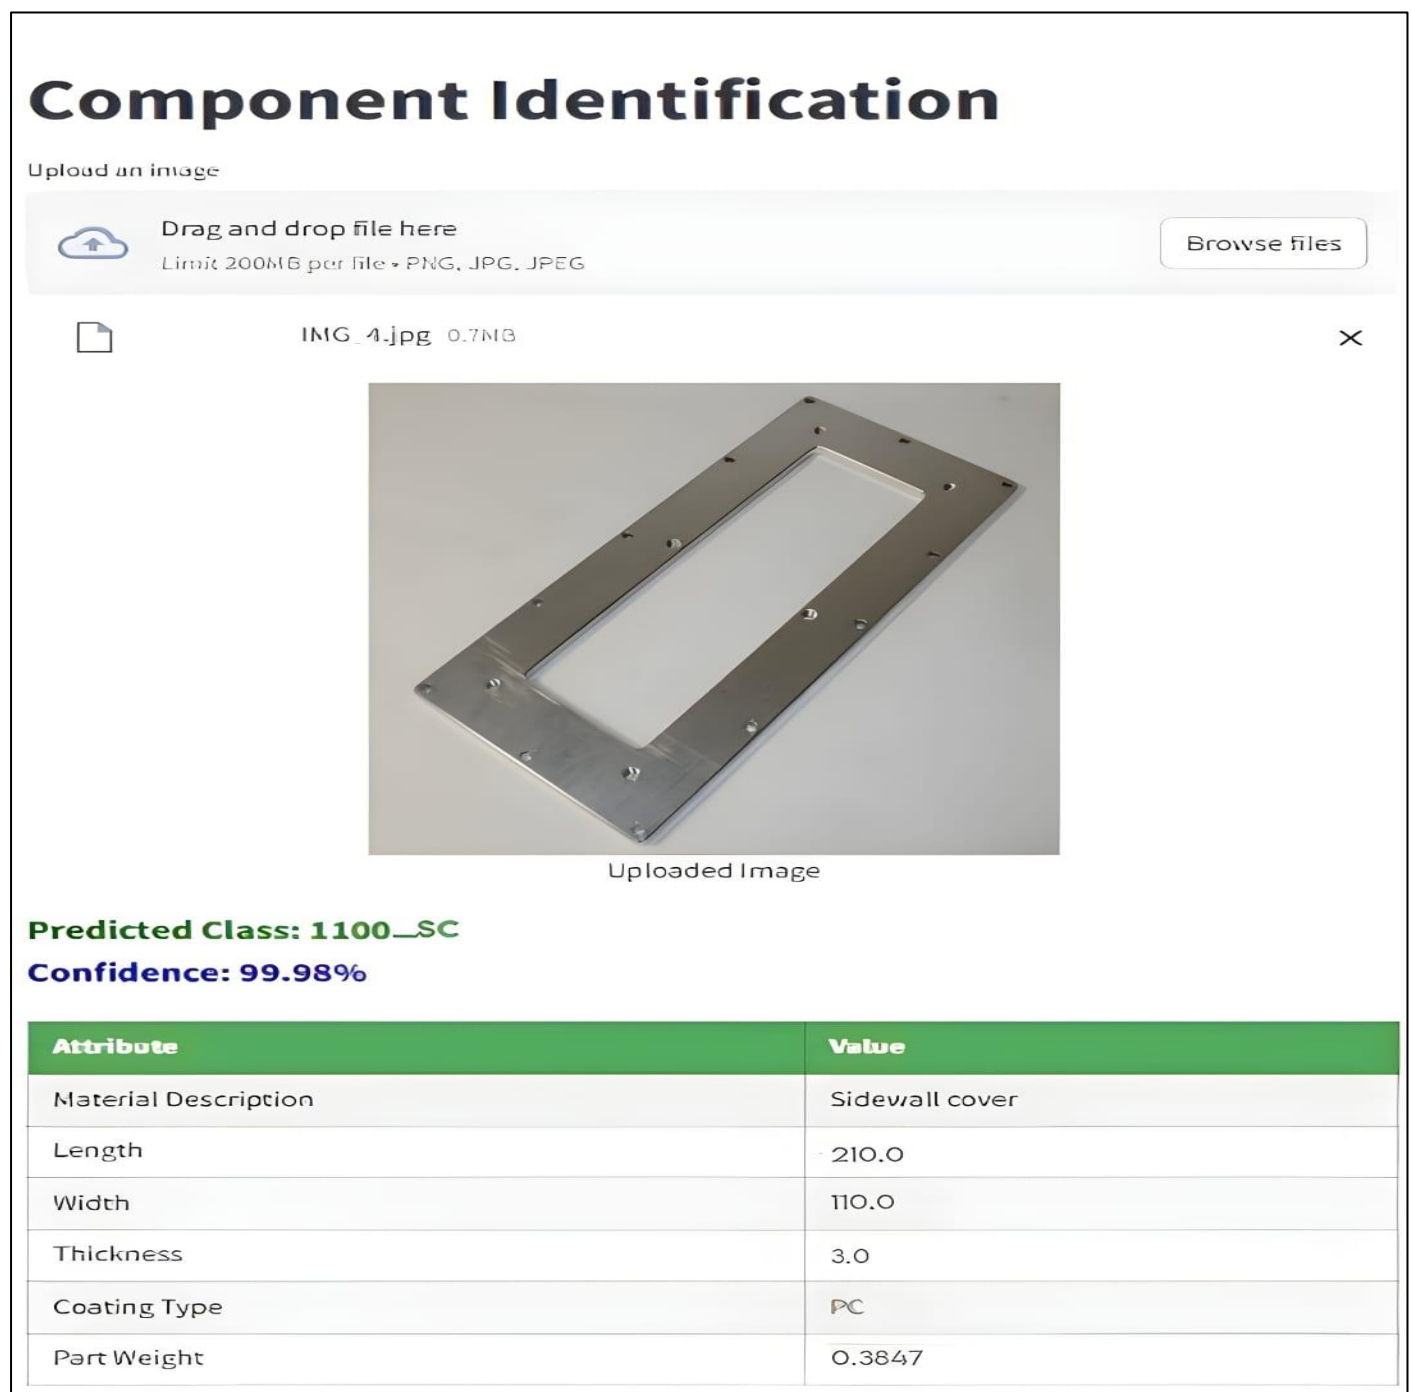 Component Identification
Upload an image
Drag and drop file here
Limit 200MB per file • PNG, JPG, JPEG
Browse files
IMG_4.jpg 0.7MB
Uploaded Image
Predicted Class: 1100_SC
Confidence: 99.98%
Attribute Value
Material Description Sidewall cover
Length 210.0
Width 110.0
Thickness 3.0
Coating Type PC
Part Weight 0.3847